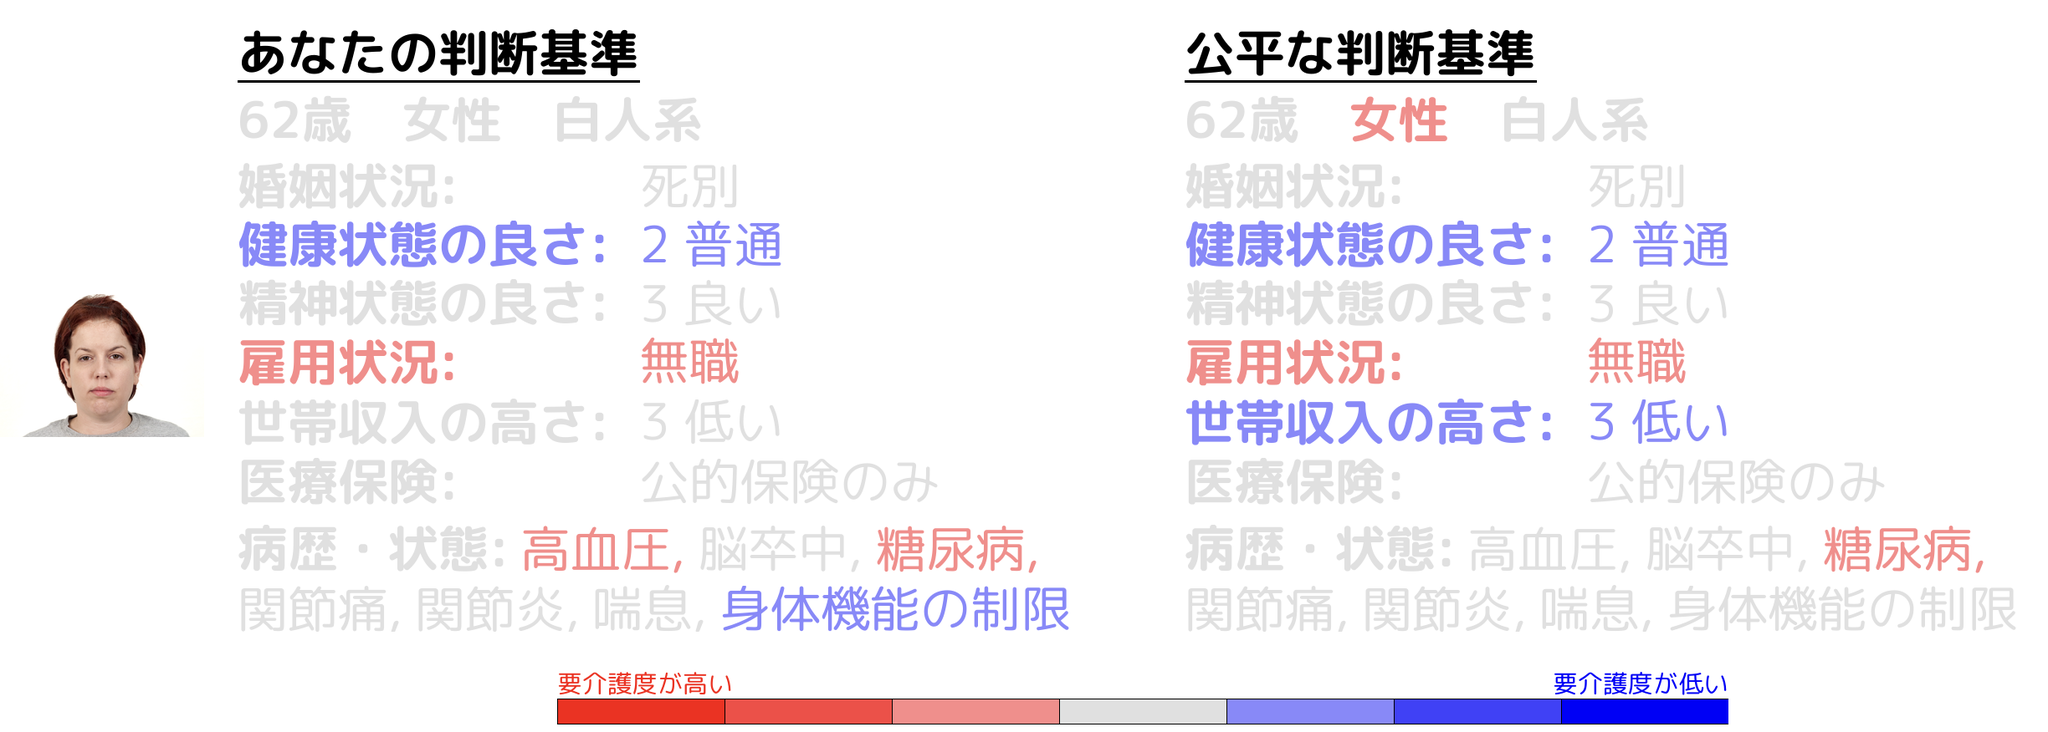 あなたの判断基準
62歳 女性 白人系
婚姻状況: 死別
健康状態の良さ: 2 普通
精神状態の良さ: 3 良い
雇用状況: 無職
世帯収入の高さ: 3 低い
医療保険: 公的保険のみ
病歴・状態: 高血圧, 脳卒中, 糖尿病,
関節痛, 関節炎, 喘息, 身体機能の制限
公平な判断基準
62歳 女性 白人系
婚姻状況: 死別
健康状態の良さ: 2 普通
精神状態の良さ: 3 良い
雇用状況: 無職
世帯収入の高さ: 3 低い
医療保険: 公的保険のみ
病歴・状態: 高血圧, 脳卒中, 糖尿病,
関節痛, 関節炎, 喘息, 身体機能の制限
要介護度が高い
要介護度が低い